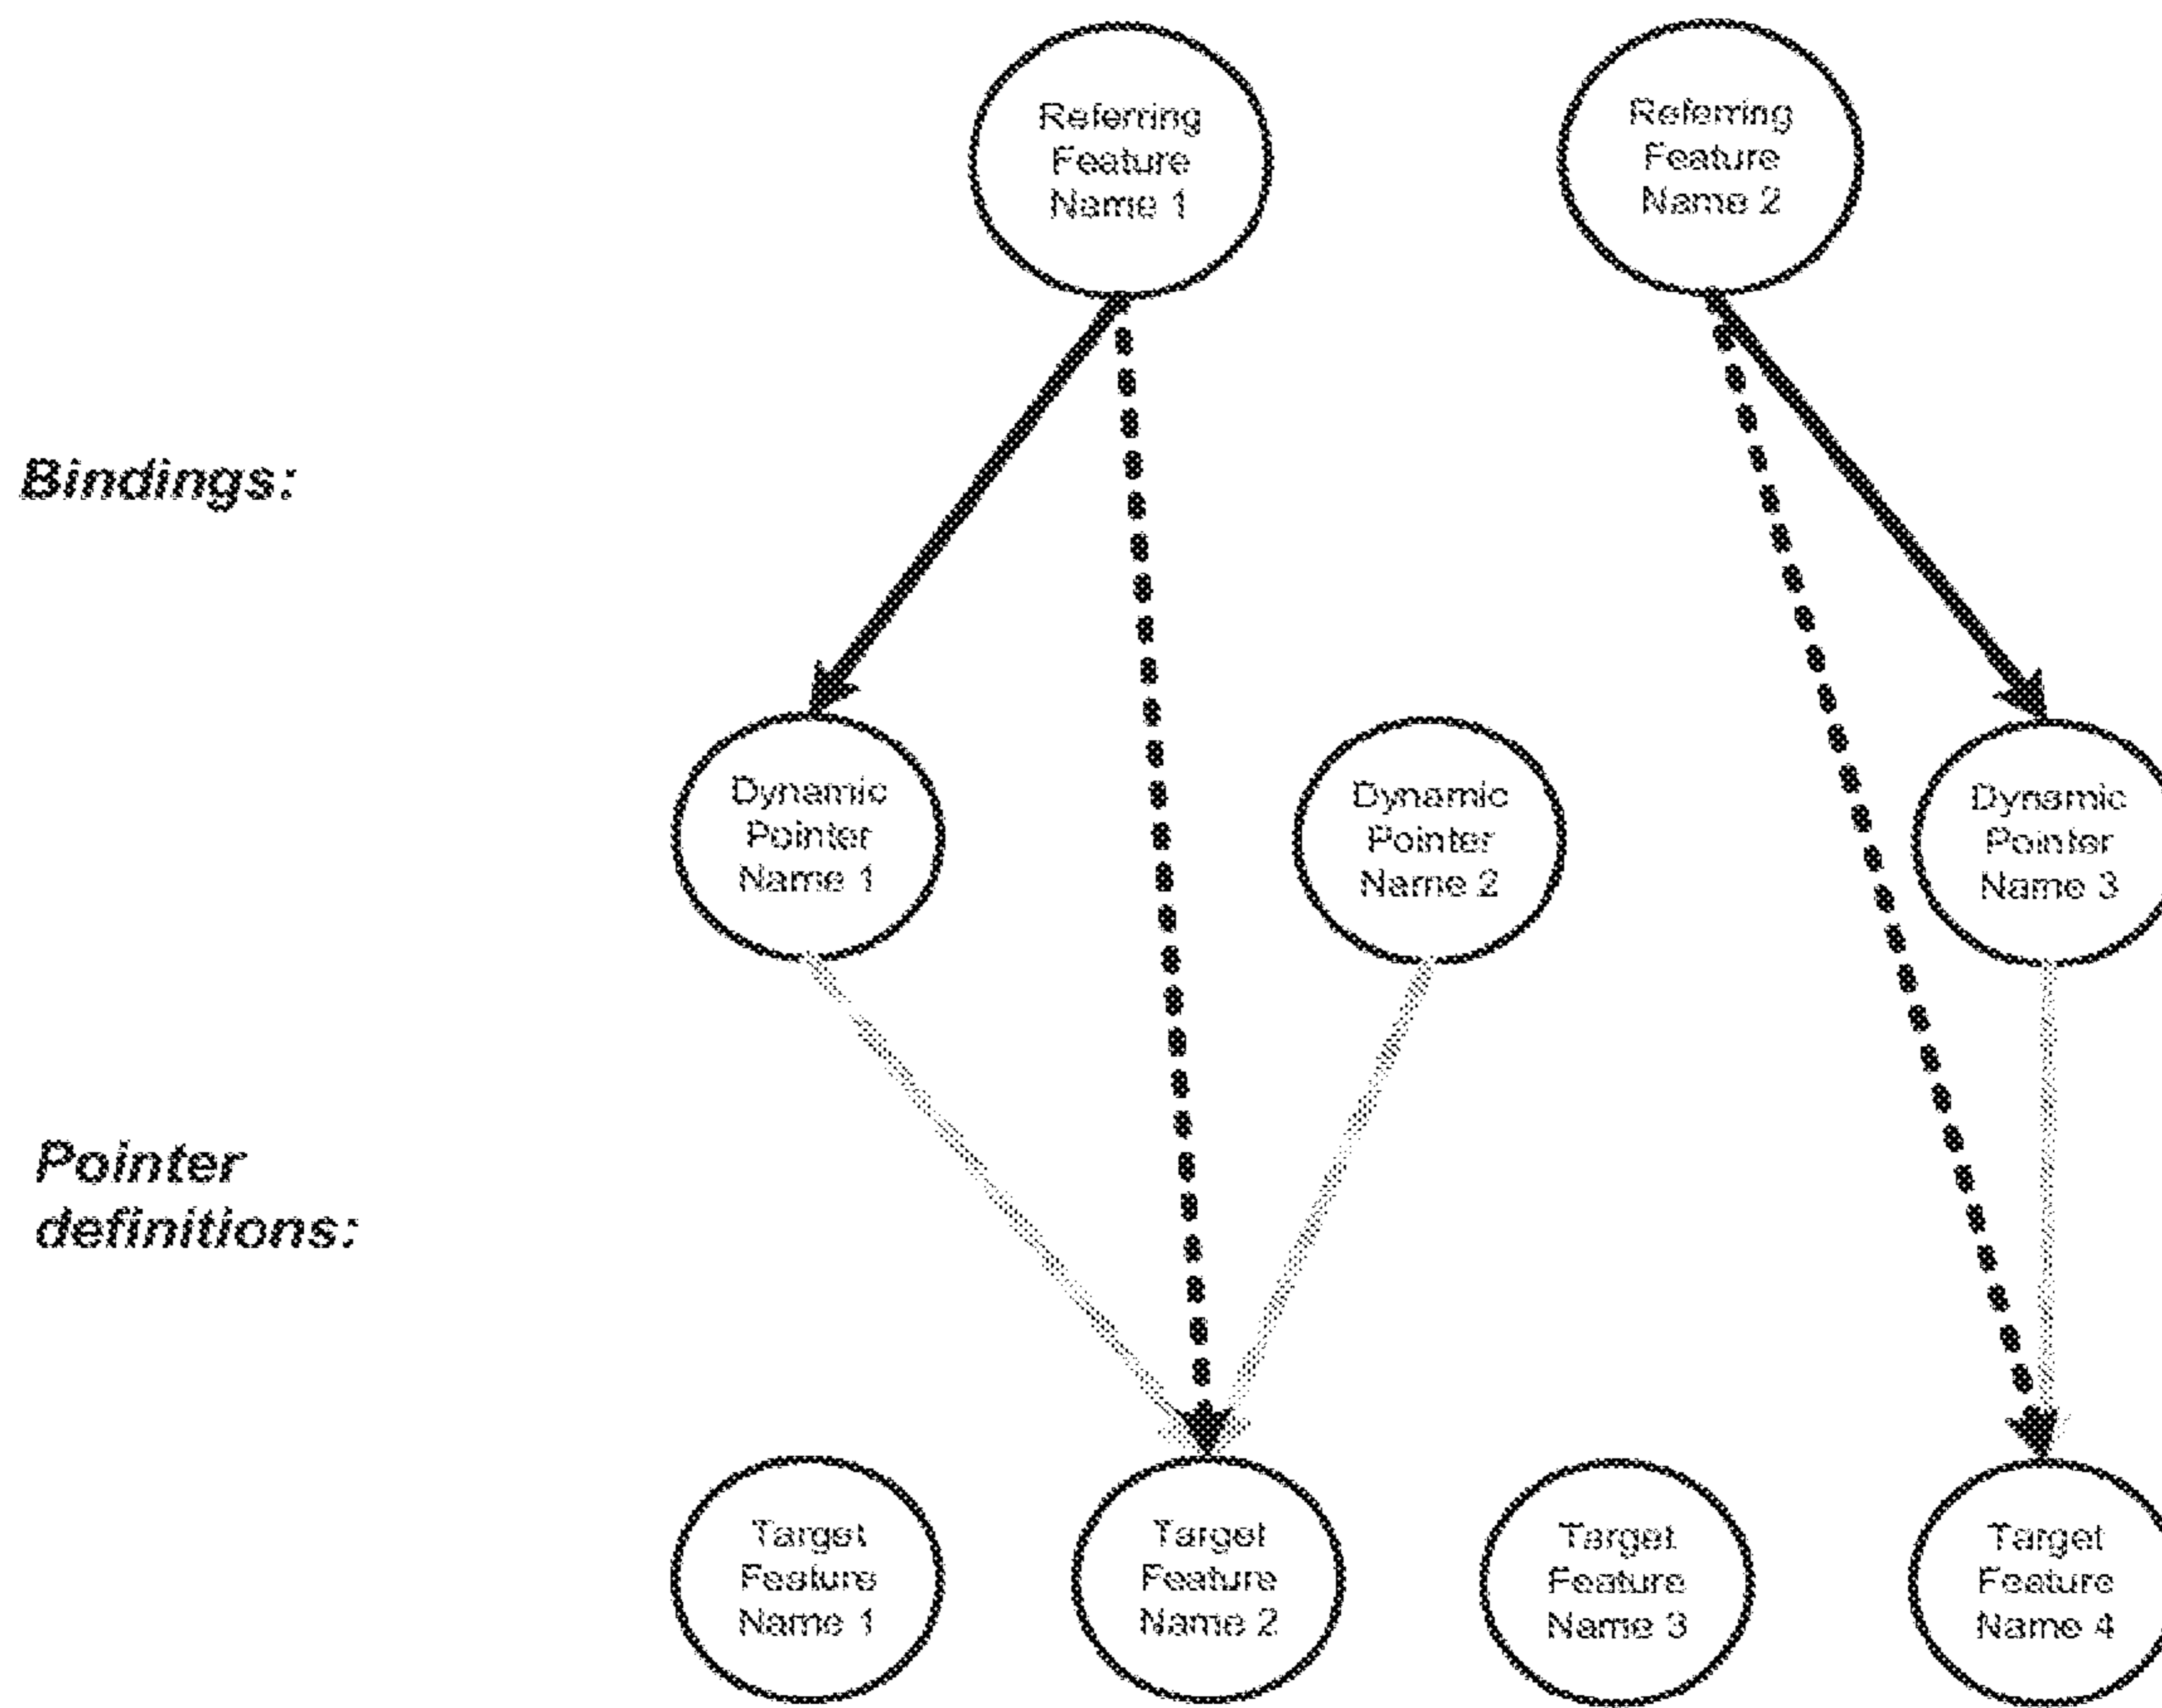 Referring
Feature
Name 1
Referring
Feature
Name 2
Bindings:
Dynamic
Pointer
Name 1
Dynamic
Pointer
Name 2
Dynamic
Pointer
Name 3
Pointer
definitions:
Target
Feature
Name 1
Target
Feature
Name 2
Target
Feature
Name 3
Target
Feature
Name 4